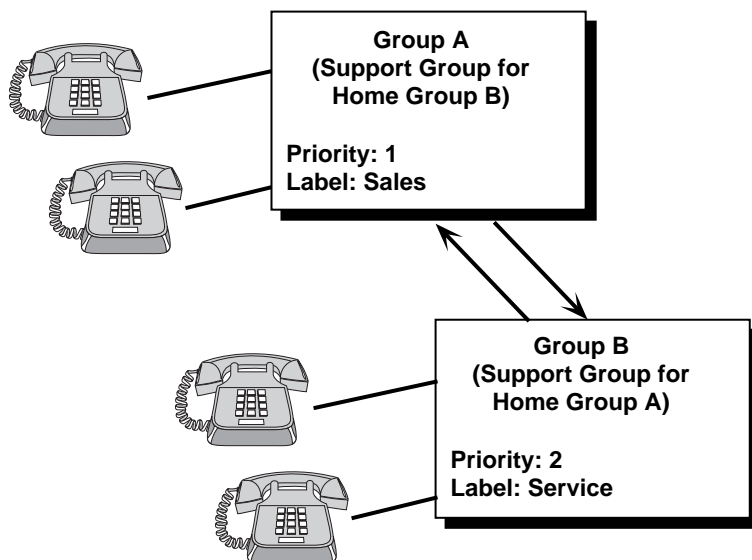 Group A
(Support Group for
Home Group B)
Priority: 1
Label: Sales
Group B
(Support Group for
Home Group A)
Priority: 2
Label: Service